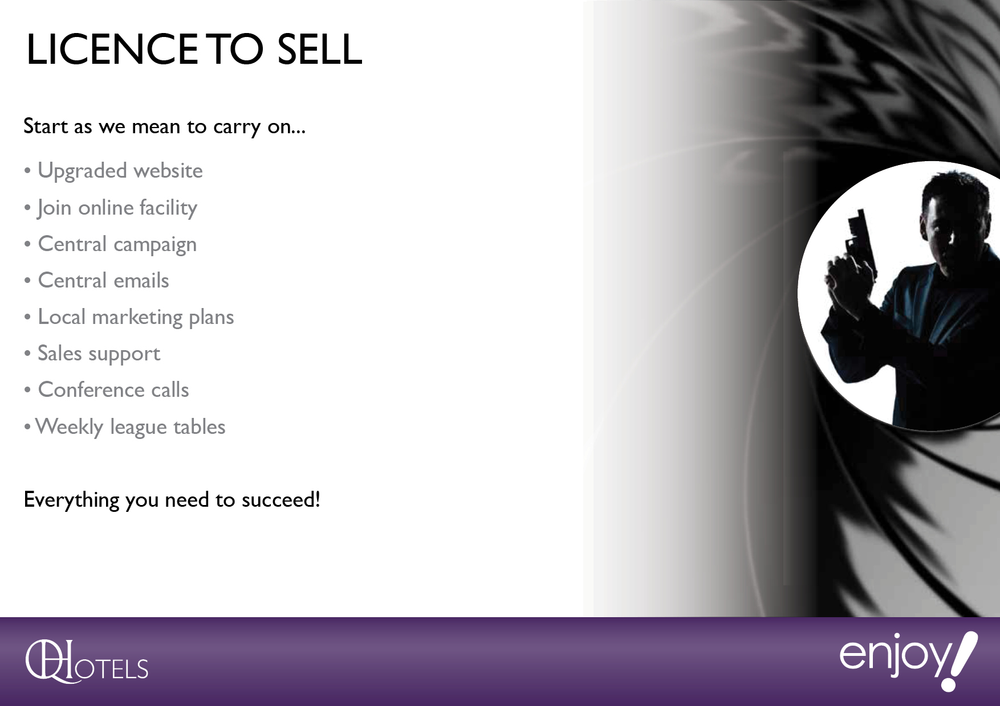 LICENCE TO SELL
Start as we mean to carry on...
• Upgraded website
• Join online facility
• Central campaign
• Central emails
• Local marketing plans
• Sales support
• Conference calls
• Weekly league tables
Everything you need to succeed!
QHOTELS
enjoy!